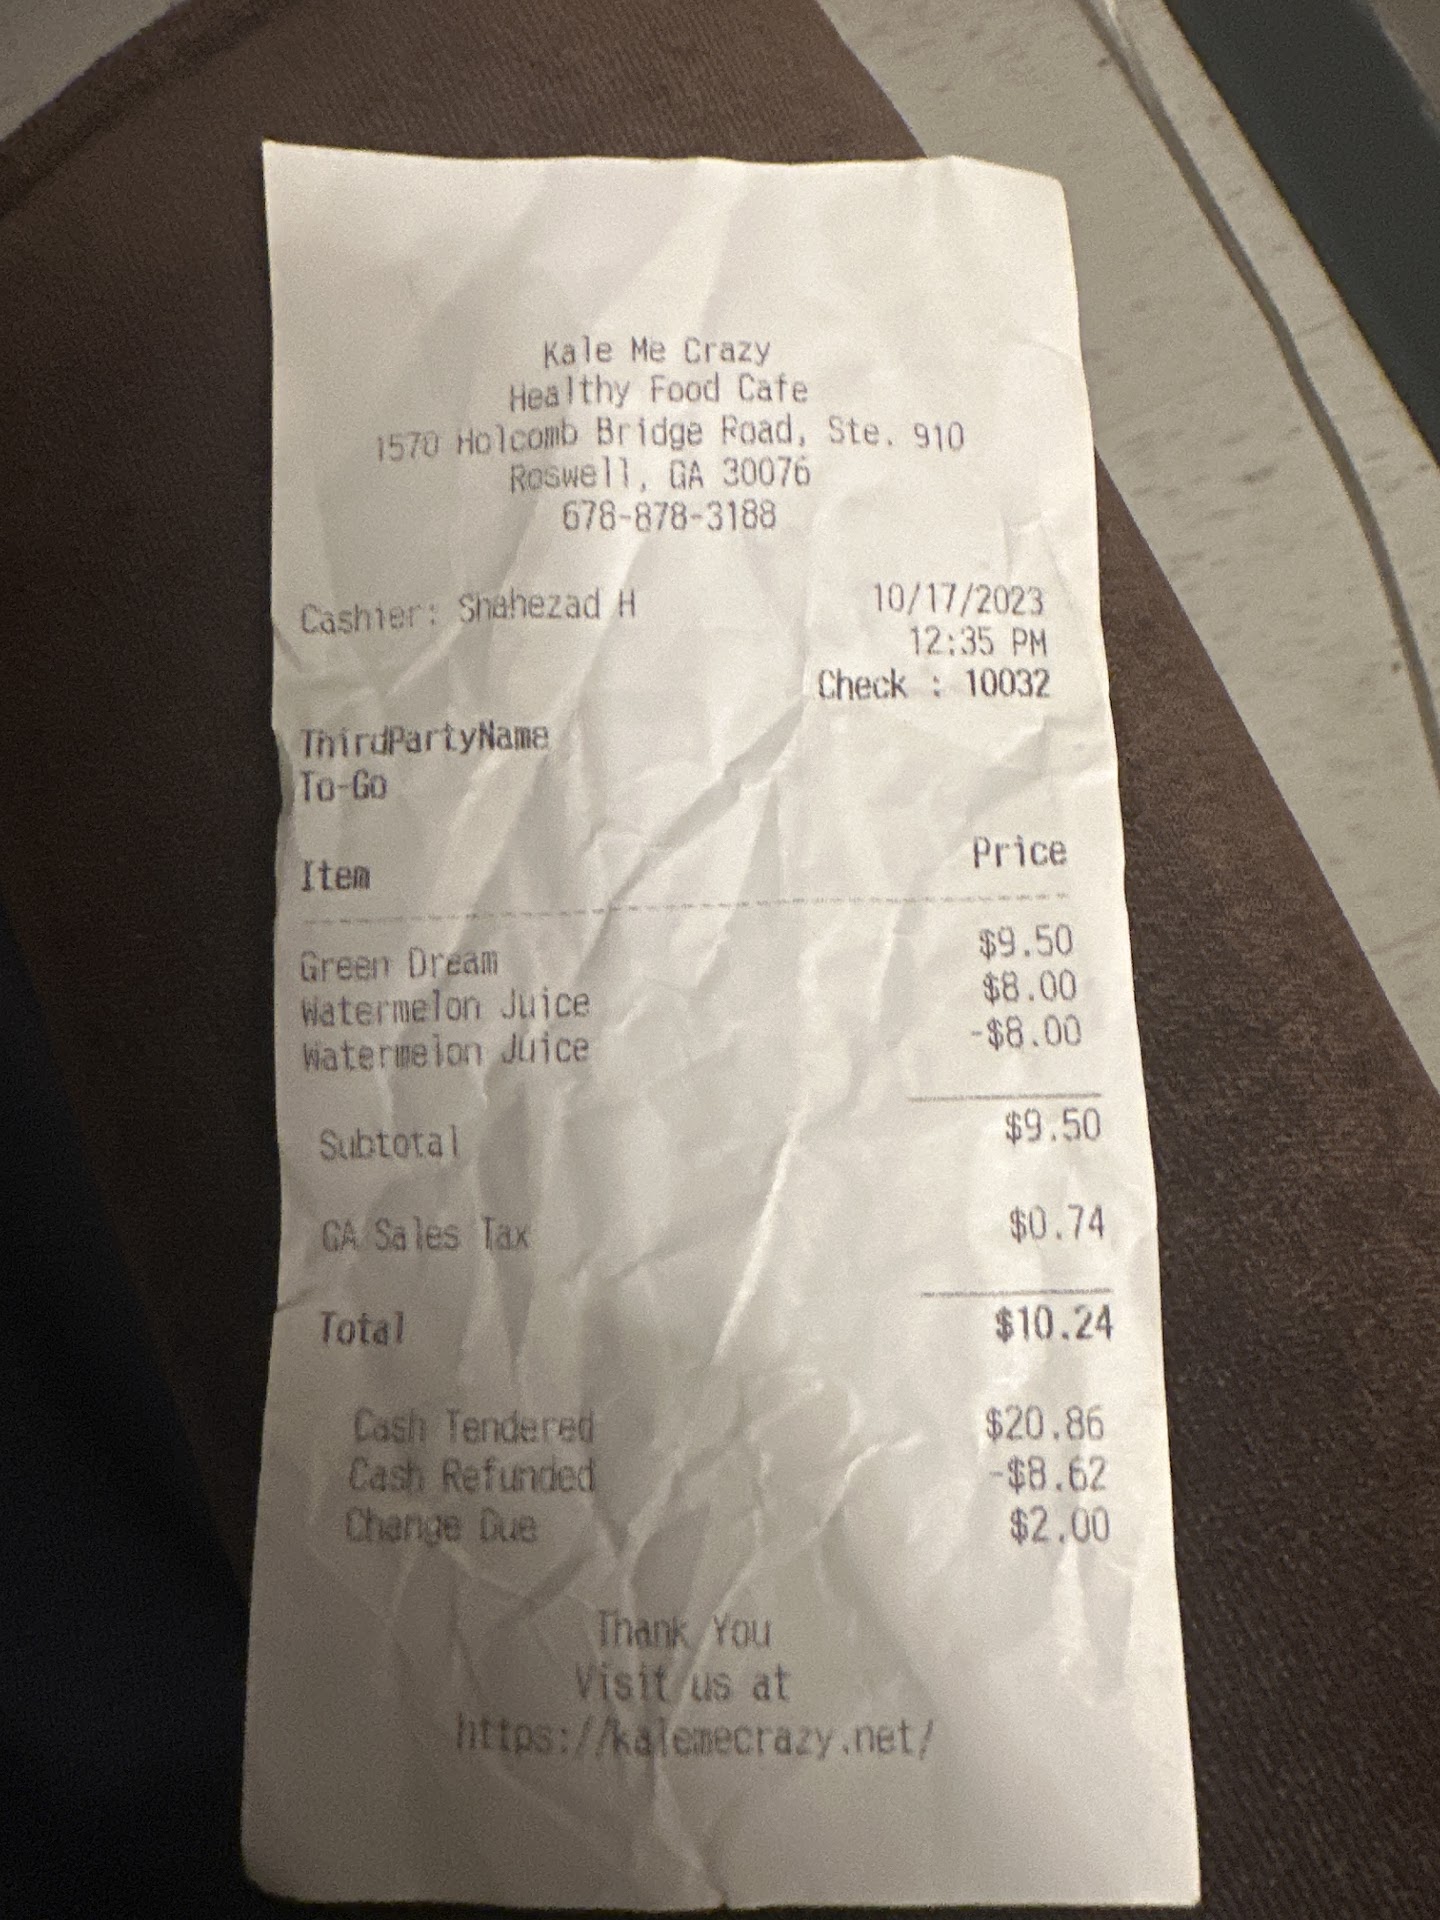 Kale Me Crazy
Healthy Food Cafe
1570 Holcomb Bridge Road, Ste. 910
Roswell, GA 30076
678-878-3188
Cashier: Shahezad H 10/17/2023
12:35 PM
Check : 10032
ThirdPartyName
To-Go
Item Price
Green Dream $9.50
Watermelon Juice $8.00
Watermelon Juice -$8.00
Subtotal $9.50
GA Sales Tax $0.74
Total $10.24
Cash Tendered $20.86
Cash Refunded -$8.62
Change Due $2.00
Thank You
Visit us at
https://kalemecrazy.net/